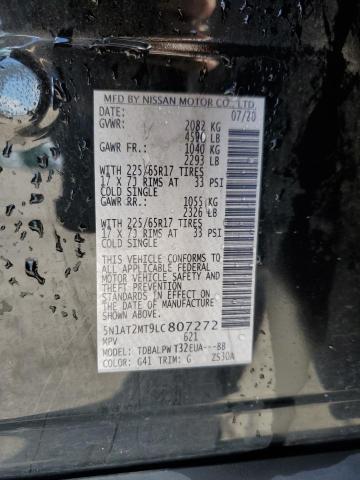 MFD BY NISSAN MOTOR CO., LTD.
DATE: 07/20
GVWR: 2082 KG
4590 LB
GAWR FR: 1040 KG
2293 LB
WITH 225/65R17 TIRES
17 X 7J RIMS AT 33 PSI
COLD SINGLE
GAWR RR.: 1055 KG
2326 LB
WITH 225/65R17 TIRES
17 X 7J RIMS AT 33 PSI
COLD SINGLE
THIS VEHICLE CONFORMS TO
ALL APPLICABLE FEDERAL
MOTOR VEHICLE SAFETY AND
THEFT PREVENTION STANDARDS
IN EFFECT ON THE DATE OF
MANUFACTURE SHOWN
ABOVE.
5N1AT2MT9LC807272
MPV 621
MODEL: TDBALPW T32EUA---BB
COLOR: G41 TRIM: G ZS30A